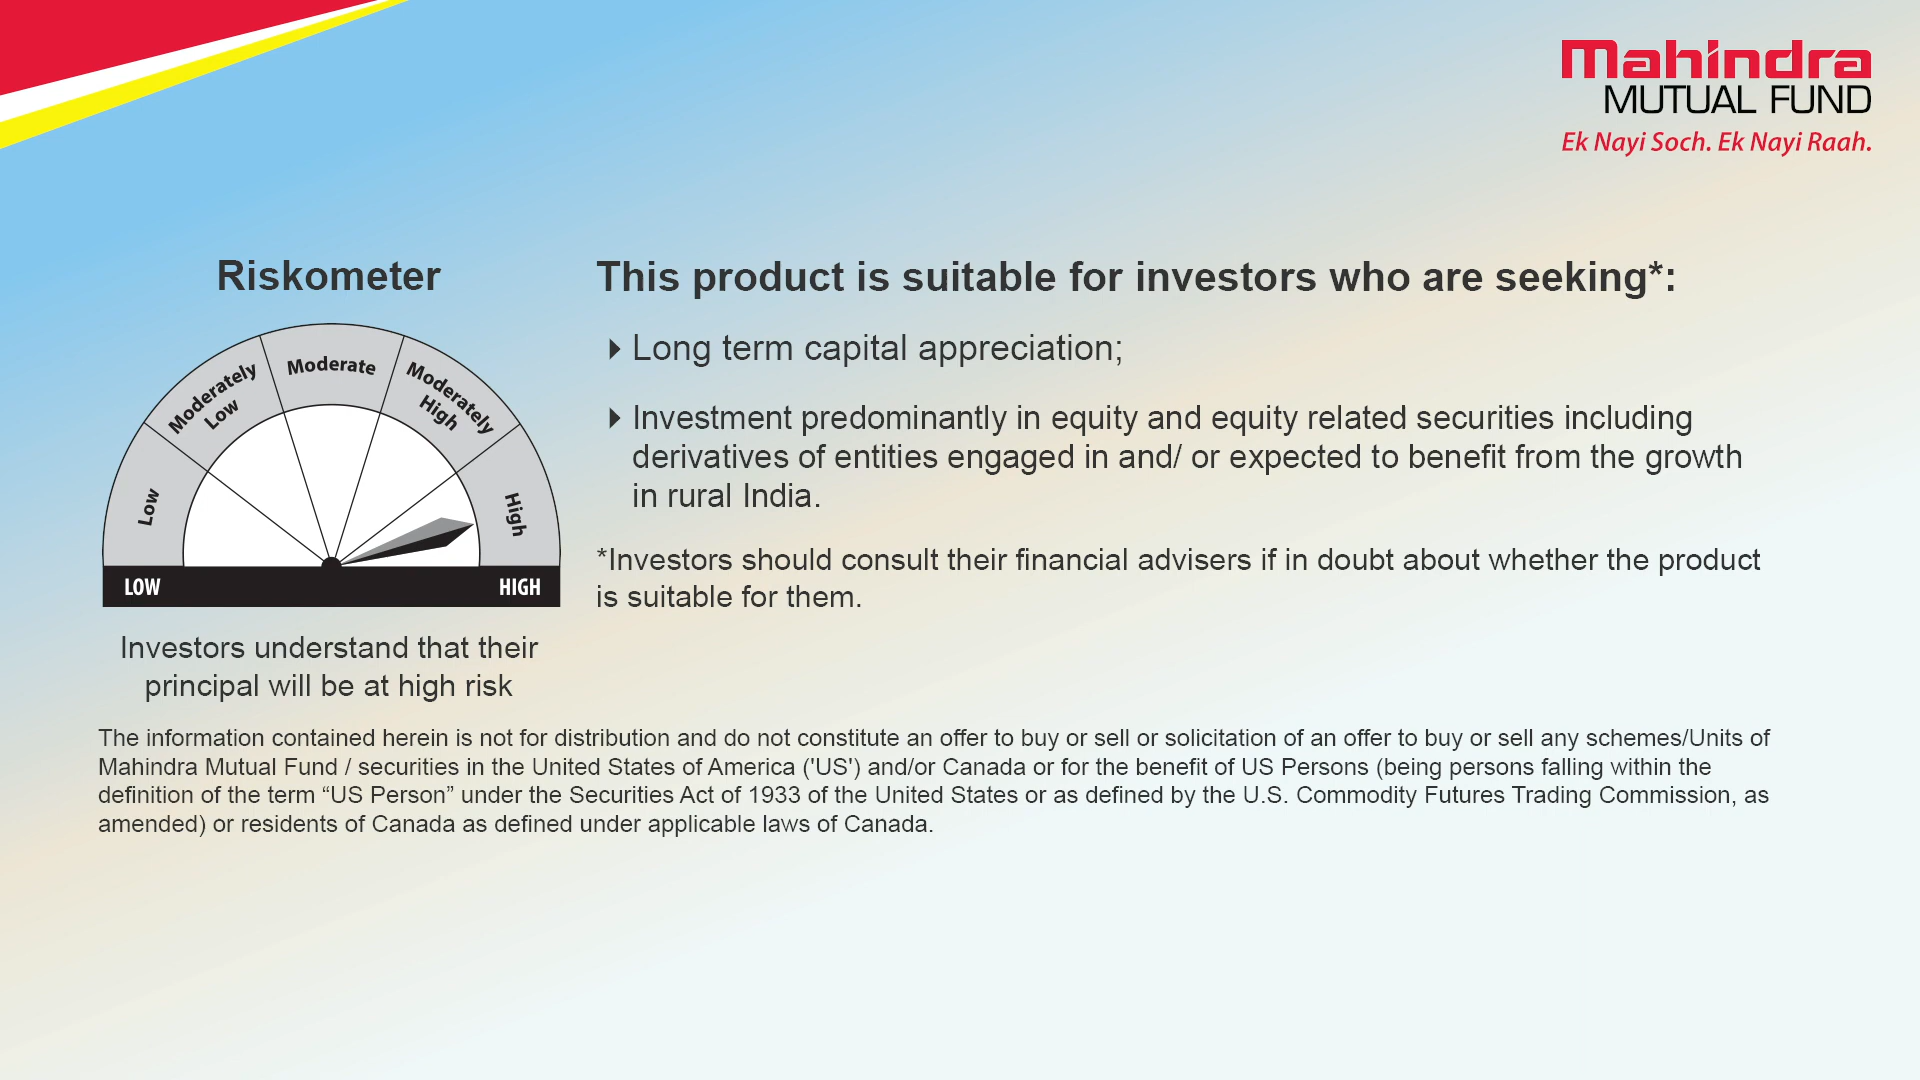 Mahindra
MUTUAL FUND
Ek Nayi Soch. Ek Nayi Raah.
Riskometer
Low
Moderately
Low
Moderate
Moderately
High
High
LOW
HIGH
Investors understand that their
principal will be at high risk
This product is suitable for investors who are seeking*:
Long term capital appreciation;
Investment predominantly in equity and equity related securities including
derivatives of entities engaged in and/ or expected to benefit from the growth
in rural India.
*Investors should consult their financial advisers if in doubt about whether the product
is suitable for them.
The information contained herein is not for distribution and do not constitute an offer to buy or sell or solicitation of an offer to buy or sell any schemes/Units of
Mahindra Mutual Fund / securities in the United States of America ('US') and/or Canada or for the benefit of US Persons (being persons falling within the
definition of the term “US Person” under the Securities Act of 1933 of the United States or as defined by the U.S. Commodity Futures Trading Commission, as
amended) or residents of Canada as defined under applicable laws of Canada.